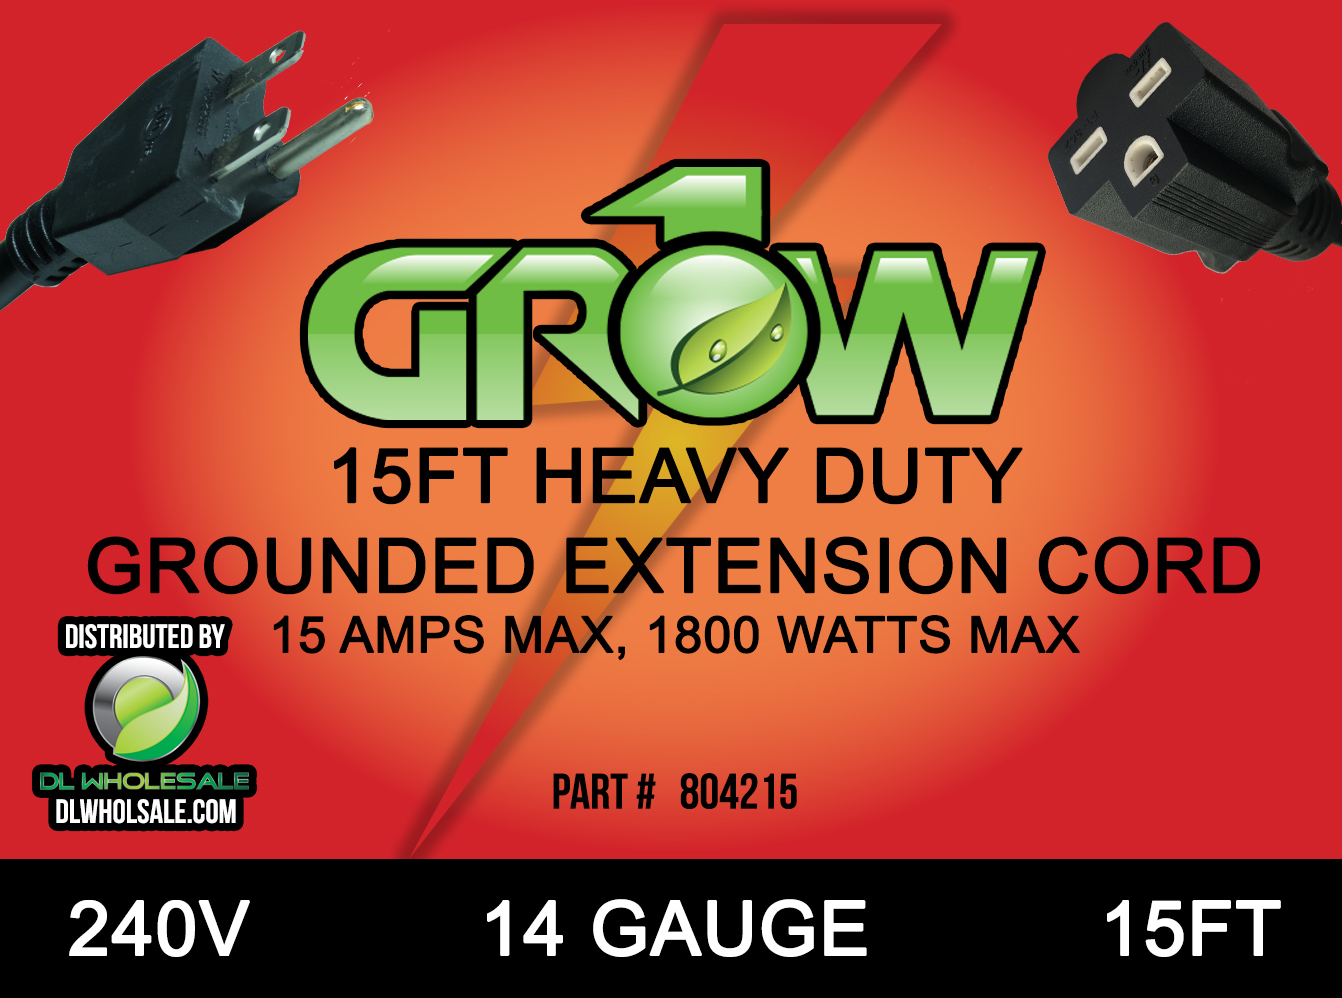 GROW1
15FT HEAVY DUTY
GROUNDED EXTENSION CORD
15 AMPS MAX, 1800 WATTS MAX
DISTRIBUTED BY
DL WHOLESALE
DLWHOLSALE.COM
PART # 804215
240V 14 GAUGE 15FT